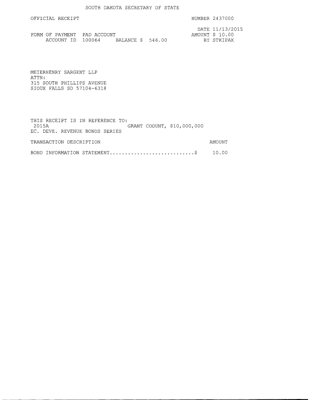 SOUTH DAKOTA SECRETARY OF STATE
OFFICIAL RECEIPT NUMBER 2437000
DATE 11/13/2015
FORM OF PAYMENT PAD ACCOUNT AMOUNT $ 10.00
ACCOUNT ID 100064 BALANCE $ 546.00 BY STKIPAN
MEIERHENRY SARGENT LLP
ATTN:
315 SOUTH PHILLIPS AVENUE
SIOUX FALLS SD 57104-6318
THIS RECEIPT IS IN REFERENCE TO:
2015A GRANT COUNT, $10,000,000
EC. DEVE. REVENUE BONDS SERIES
TRANSACTION DESCRIPTION AMOUNT
BOND INFORMATION STATEMENT............................$ 10.00